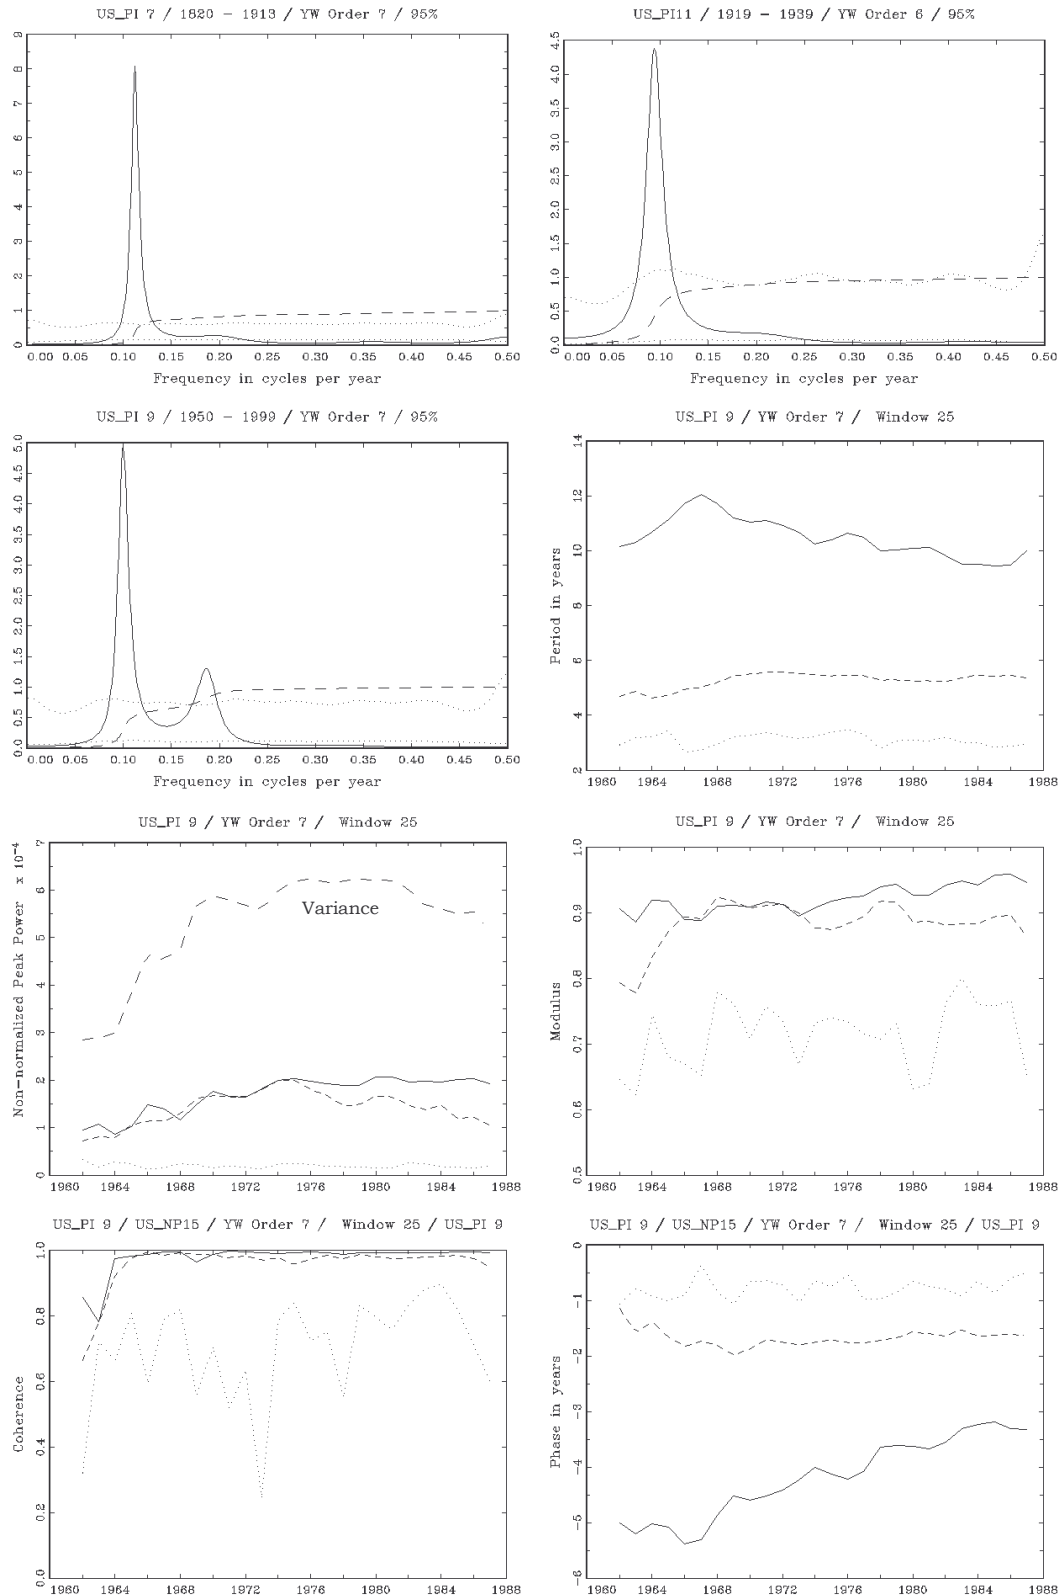 US_PI 7 / 1820 - 1913 / YW Order 7 / 95%
0 1 2 3 4 5 6 7 8 9
0.00 0.05 0.10 0.15 0.20 0.25 0.30 0.35 0.40 0.45 0.50
Frequency in cycles per year
US_PI11 / 1919 - 1939 / YW Order 6 / 95%
0.0 0.5 1.0 1.5 2.0 2.5 3.0 3.5 4.0 4.5
0.00 0.05 0.10 0.15 0.20 0.25 0.30 0.35 0.40 0.45 0.50
Frequency in cycles per year
US_PI 9 / 1950 - 1999 / YW Order 7 / 95%
0.0 0.5 1.0 1.5 2.0 2.5 3.0 3.5 4.0 4.5 5.0
0.00 0.05 0.10 0.15 0.20 0.25 0.30 0.35 0.40 0.45 0.50
Frequency in cycles per year
US_PI 9 / YW Order 7 / Window 25
Period in years
2 4 6 8 10 12 14
1960 1964 1968 1972 1976 1980 1984 1988
US_PI 9 / YW Order 7 / Window 25
Non-normalized Peak Power x 10-4
0 1 2 3 4 5 6 7
Variance
1960 1964 1968 1972 1976 1980 1984 1988
US_PI 9 / YW Order 7 / Window 25
Modulus
0.5 0.6 0.7 0.8 0.9 1.0
1960 1964 1968 1972 1976 1980 1984 1988
US_PI 9 / US_NP15 / YW Order 7 / Window 25 / US_PI 9
Coherence
0.0 0.2 0.4 0.6 0.8 1.0
1960 1964 1968 1972 1976 1980 1984 1988
US_PI 9 / US_NP15 / YW Order 7 / Window 25 / US_PI 9
Phase in years
-6 -5 -4 -3 -2 -1 0
1960 1964 1968 1972 1976 1980 1984 1988